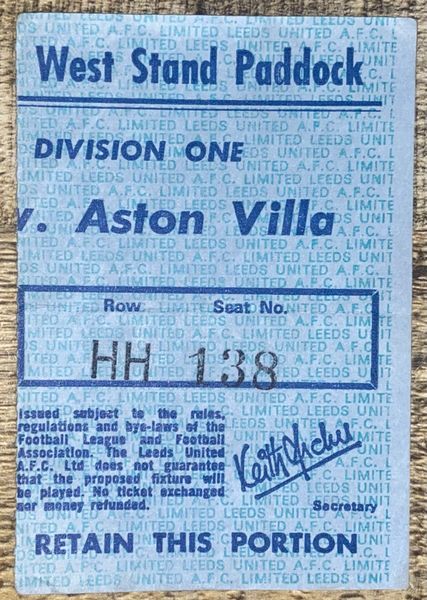 West Stand Paddock
DIVISION ONE
v. Aston Villa
Row Seat No.
HH 138
Issued subject to the rules,
regulations and bye-laws of the
Football League and Football
Association. The Leeds United
A.F.C. Ltd does not guarantee
that the proposed fixture will
be played. No ticket exchanged
nor money refunded.
Keith Archer
Secretary
RETAIN THIS PORTION